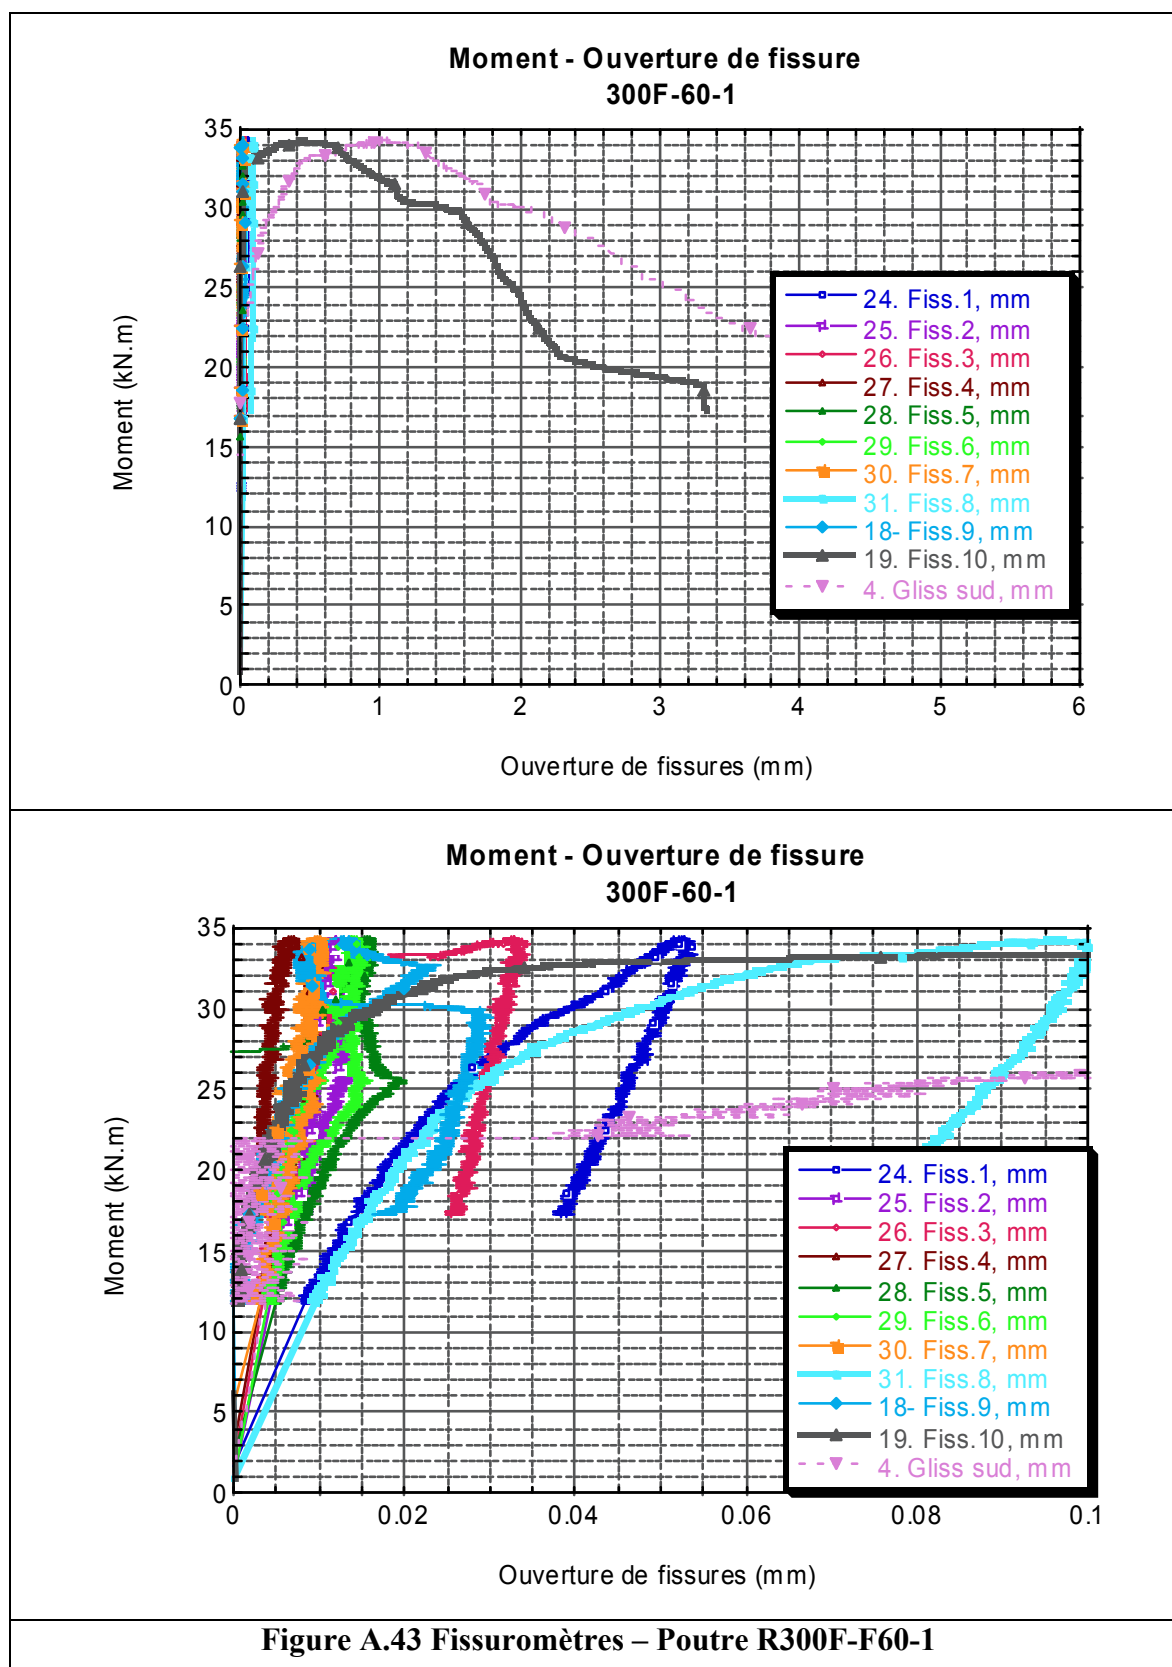 Moment - Ouverture de fissure
300F-60-1
Moment (kN.m)
35
30
25
20
15
10
5
0
0 1 2 3 4 5 6
Ouverture de fissures (mm)
24. Fiss.1, mm
25. Fiss.2, mm
26. Fiss.3, mm
27. Fiss.4, mm
28. Fiss.5, mm
29. Fiss.6, mm
30. Fiss.7, mm
31. Fiss.8, mm
18- Fiss.9, mm
19. Fiss.10, mm
4. Gliss sud, mm
Moment - Ouverture de fissure
300F-60-1
Moment (kN.m)
35
30
25
20
15
10
5
0
0 0.02 0.04 0.06 0.08 0.1
Ouverture de fissures (mm)
24. Fiss.1, mm
25. Fiss.2, mm
26. Fiss.3, mm
27. Fiss.4, mm
28. Fiss.5, mm
29. Fiss.6, mm
30. Fiss.7, mm
31. Fiss.8, mm
18- Fiss.9, mm
19. Fiss.10, mm
4. Gliss sud, mm
Figure A.43 Fissuromètres – Poutre R300F-F60-1